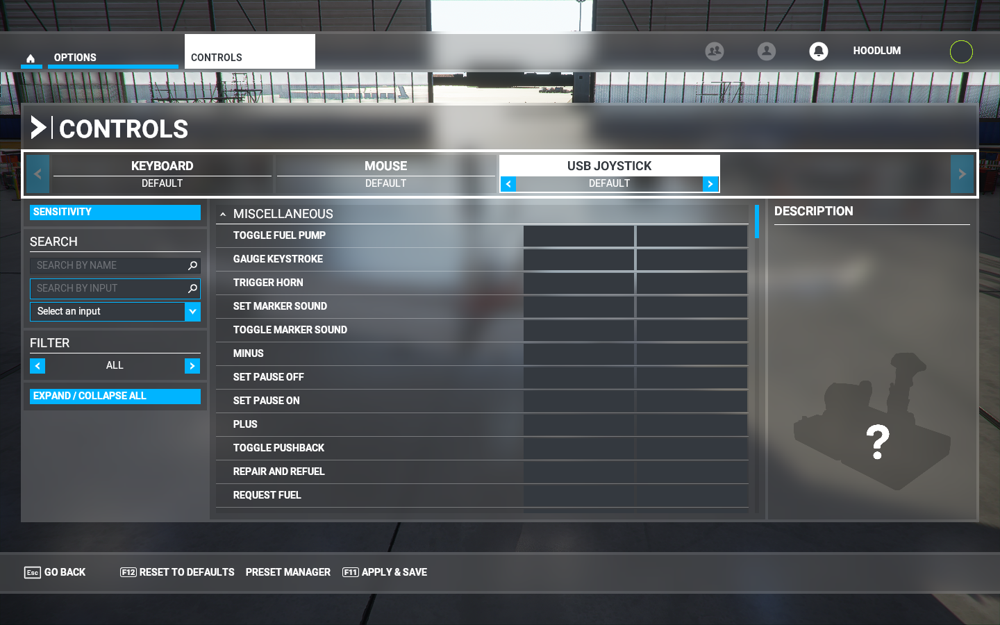 OPTIONS
CONTROLS
HOODLUM
CONTROLS
KEYBOARD
DEFAULT
MOUSE
DEFAULT
USB JOYSTICK
DEFAULT
SENSITIVITY
SEARCH
SEARCH BY NAME
SEARCH BY INPUT
Select an input
FILTER
ALL
EXPAND / COLLAPSE ALL
MISCELLANEOUS
TOGGLE FUEL PUMP
GAUGE KEYSTROKE
TRIGGER HORN
SET MARKER SOUND
TOGGLE MARKER SOUND
MINUS
SET PAUSE OFF
SET PAUSE ON
PLUS
TOGGLE PUSHBACK
REPAIR AND REFUEL
REQUEST FUEL
DESCRIPTION
?
Esc GO BACK
F12 RESET TO DEFAULTS
PRESET MANAGER
F11 APPLY & SAVE